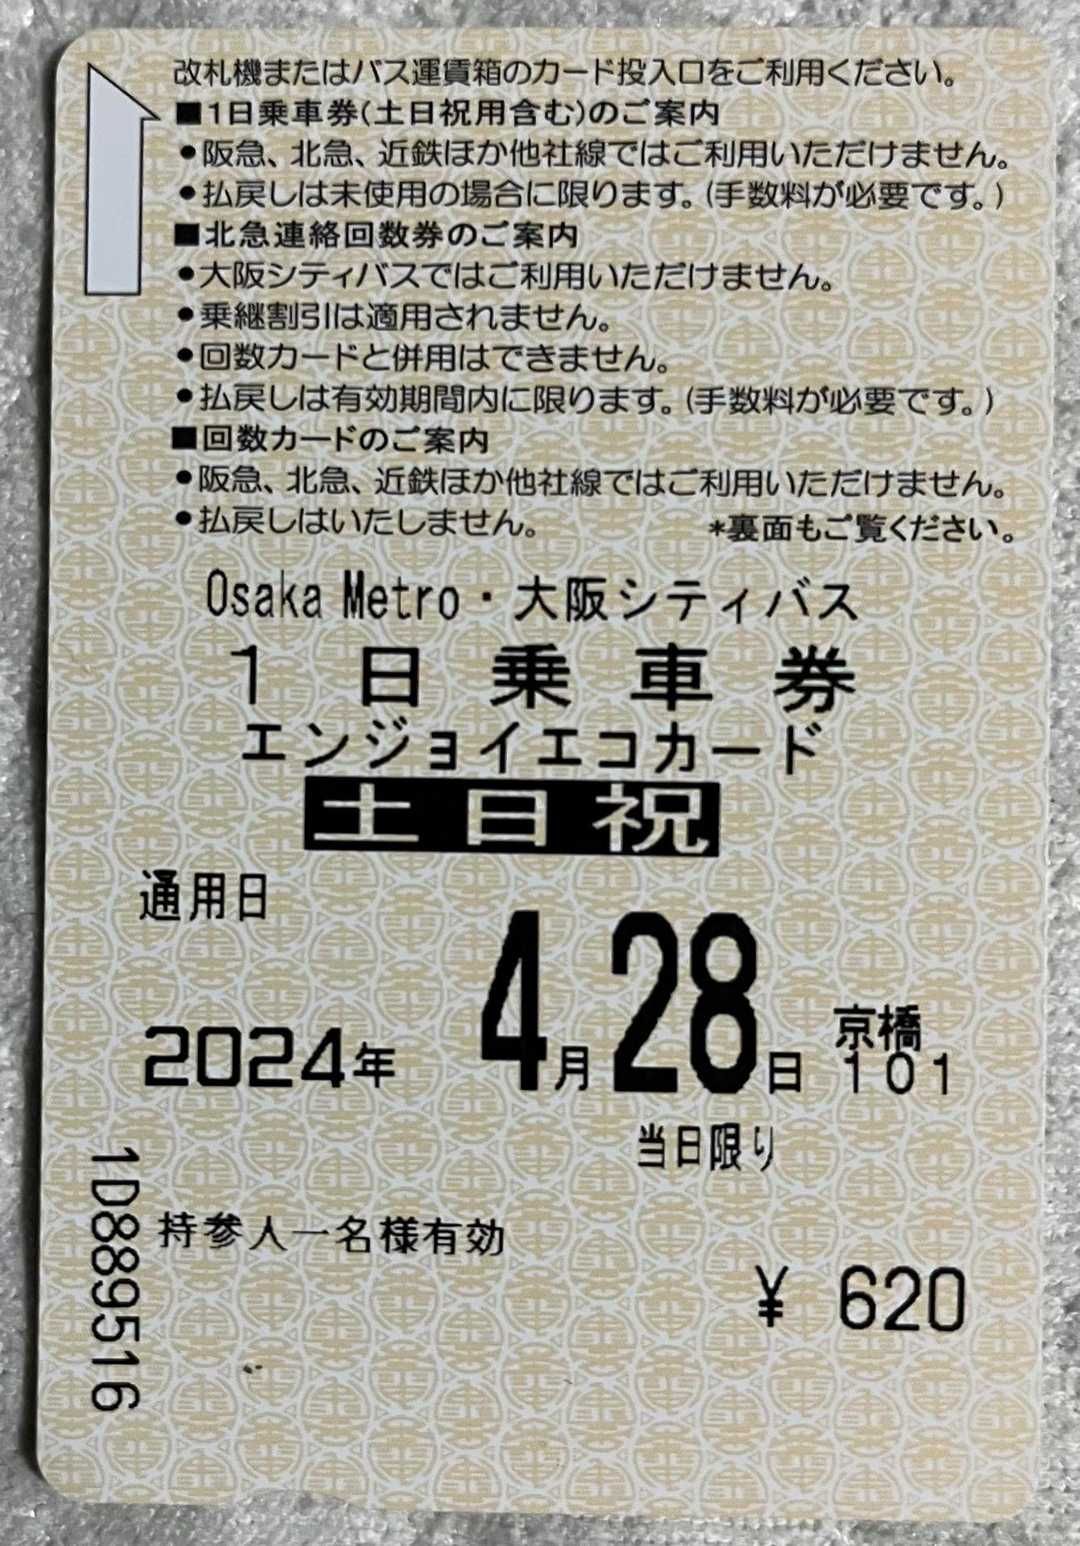 改札機またはバス運賃箱のカード投入口をご利用ください。
■1日乗車券(土日祝用含む)のご案内
●阪急、北急、近鉄ほか他社線ではご利用いただけません。
●払戻しは未使用の場合に限ります。(手数料が必要です。)
■北急連絡回数券のご案内
●大阪シティバスではご利用いただけません。
●乗継割引は適用されません。
●回数カードと併用はできません。
●払戻しは有効期間内に限ります。(手数料が必要です。)
■回数カードのご案内
●阪急、北急、近鉄ほか他社線ではご利用いただけません。
●払戻しはいたしません。 *裏面もご覧ください。
Osaka Metro・大阪シティバス
1日乗車券
エンジョイエコカード
土日祝
通用日
2024年 4月28日 京橋
101
当日限り
持参人一名様有効
¥ 620
1D889516